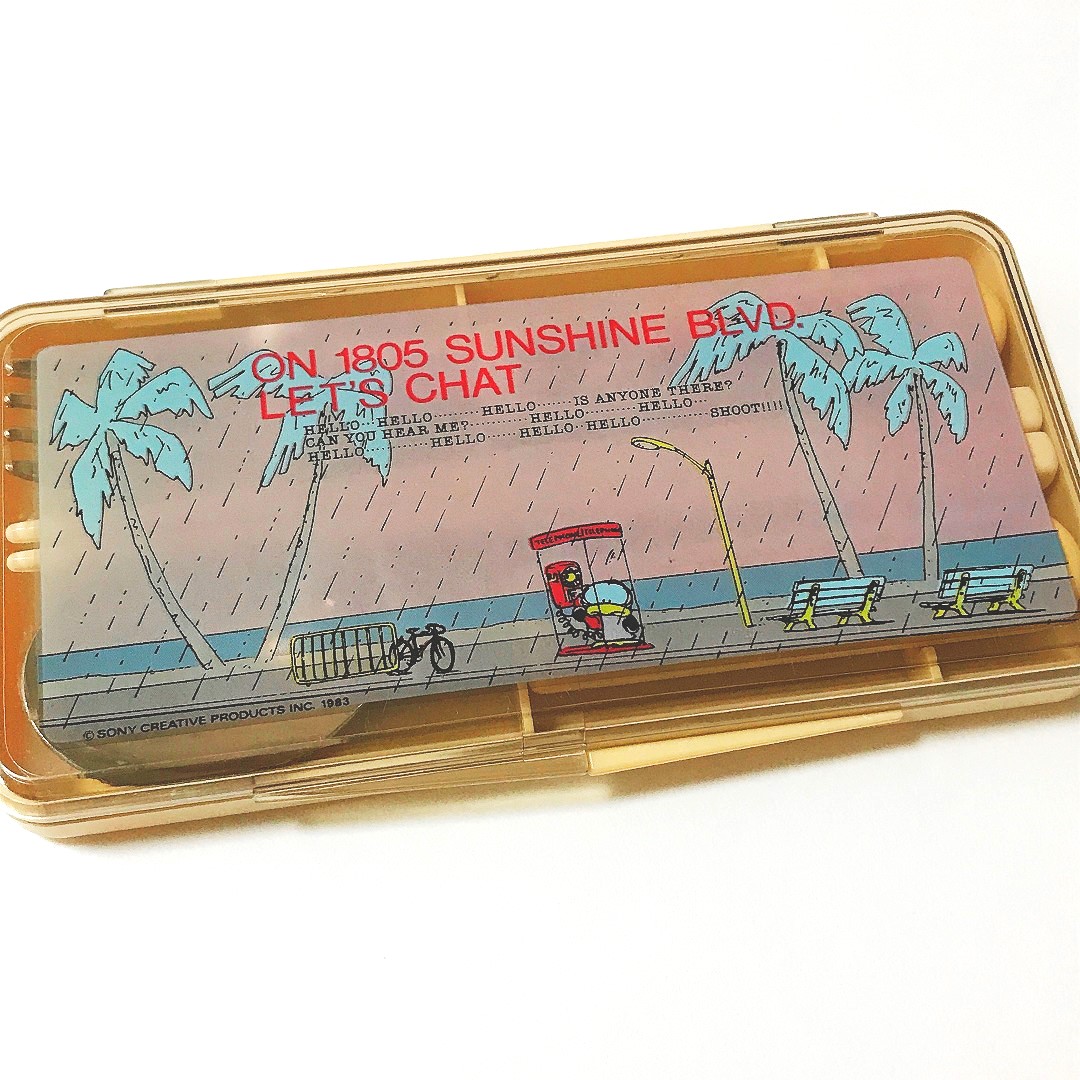 ON 1805 SUNSHINE BLVD.
LET'S CHAT
HELLO...HELLO.........HELLO.......IS ANYONE THERE?
CAN YOU HEAR ME?...........HELLO..........HELLO...
HELLO...........HELLO......HELLO..HELLO.............SHOOT!!!!
TELEPHONE
© SONY CREATIVE PRODUCTS INC. 1983